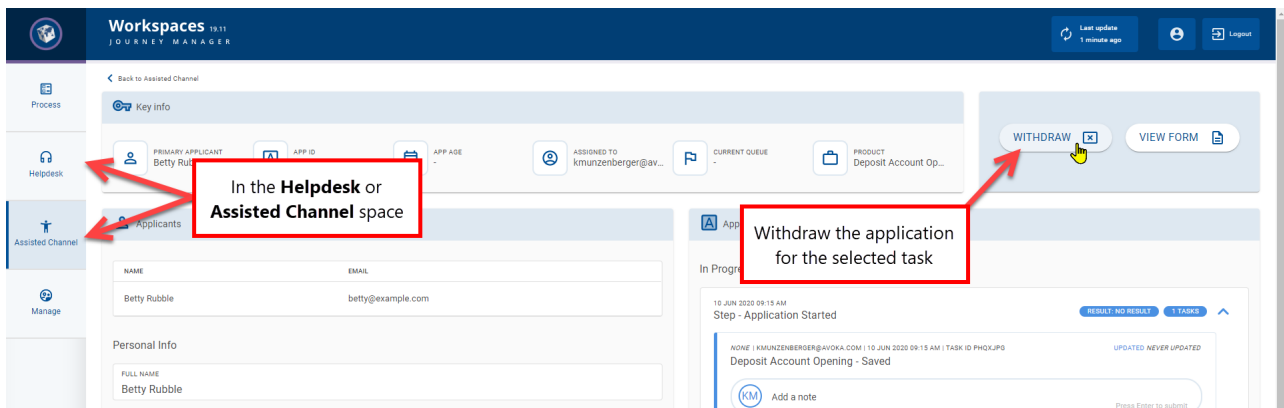 Workspaces 19.11
JOURNEY MANAGER
Last update
1 minute ago
Logout
Process
Helpdesk
Assisted Channel
Manage
Back to Assisted Channel
Key info
PRIMARY APPLICANT
Betty
APP ID
APP AGE
-
ASSIGNED TO
kmunzenberger@av...
CURRENT QUEUE
-
PRODUCT
Deposit Account Op...
WITHDRAW
VIEW FORM
In the Helpdesk or
Assisted Channel space
Withdraw the application
for the selected task
Applicants
NAME EMAIL
Betty Rubble betty@example.com
Personal Info
FULL NAME
Betty Rubble
A App
In Progre
10 JUN 2020 09:15 AM
Step - Application Started
RESULT: NO RESULT 1 TASKS
NONE | KMUNZENBERGER@AVOKA.COM | 10 JUN 2020 09:15 AM | TASK ID PHQXJPG
UPDATED NEVER UPDATED
Deposit Account Opening - Saved
KM Add a note
Press Enter to submit